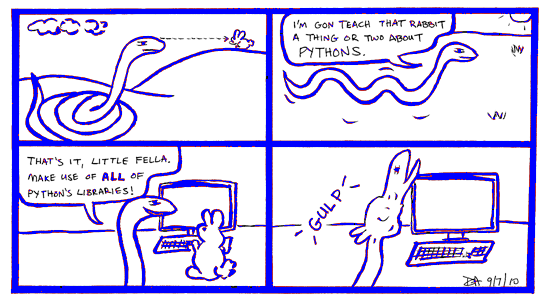 I'M GON TEACH THAT RABBIT
A THING OR TWO ABOUT
PYTHONS.
THAT'S IT, LITTLE FELLA.
MAKE USE OF ALL OF
PYTHON'S LIBRARIES!
GULP
DA 9/7/10